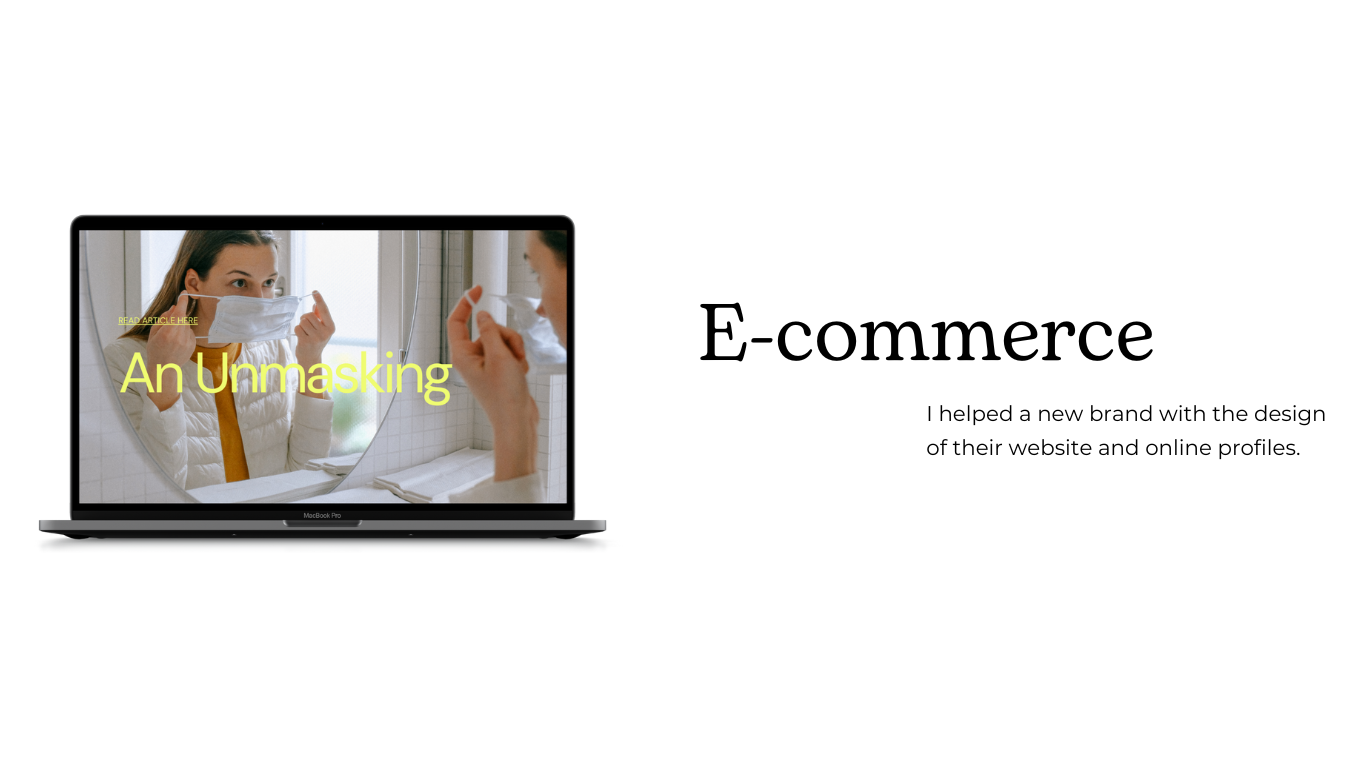 READ ARTICLE HERE
An Unmasking
MacBook Pro
E-commerce
I helped a new brand with the design
of their website and online profiles.